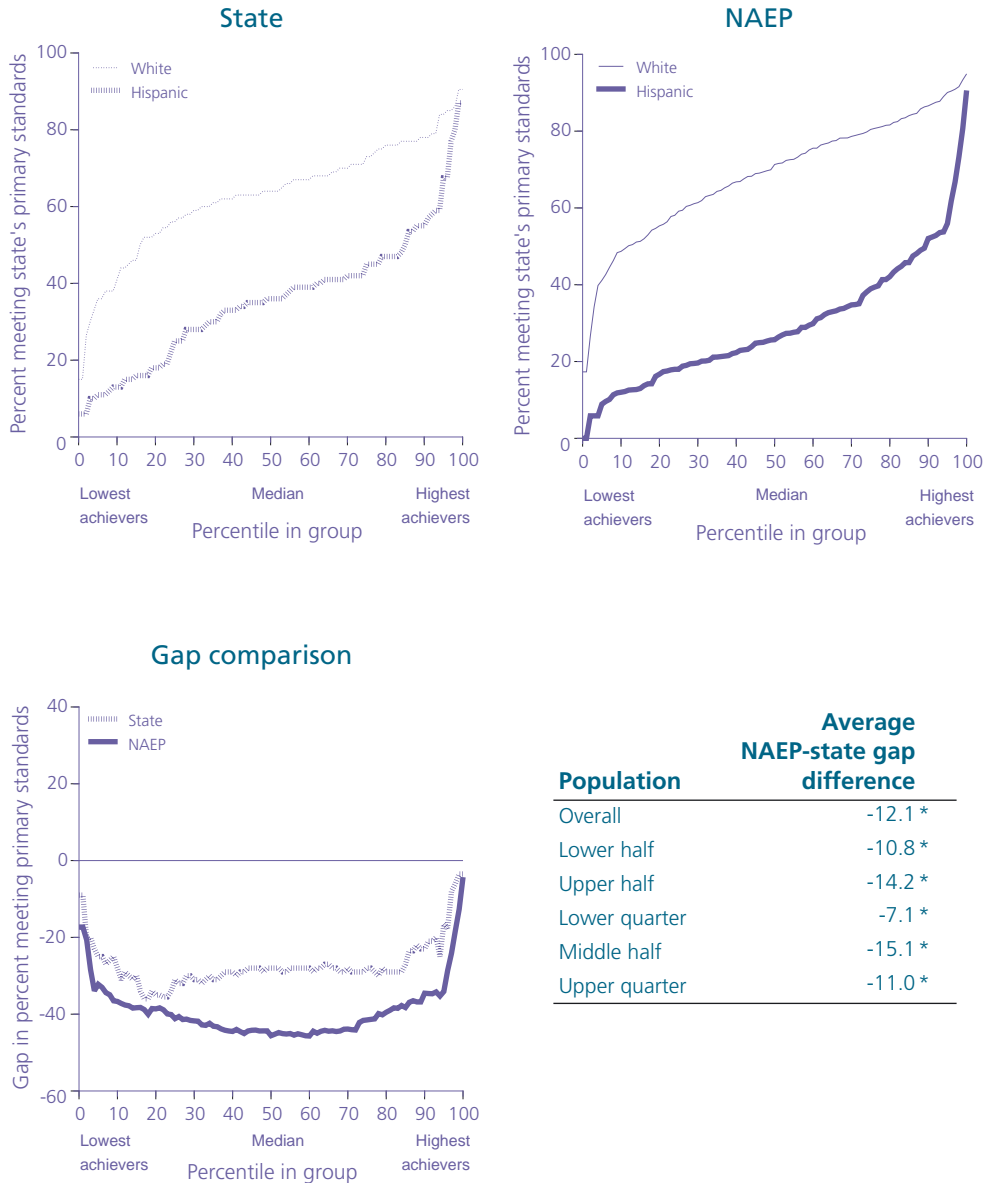 State
Percent meeting state's primary standards
100
80
60
40
20
0
White
Hispanic
0 10 20 30 40 50 60 70 80 90 100
Lowest achievers
Median
Highest achievers
Percentile in group
NAEP
Percent meeting state's primary standards
100
80
60
40
20
0
White
Hispanic
0 10 20 30 40 50 60 70 80 90 100
Lowest achievers
Median
Highest achievers
Percentile in group
Gap comparison
Gap in percent meeting primary standards
40
20
0
-20
-40
-60
State
NAEP
0 10 20 30 40 50 60 70 80 90 100
Lowest achievers
Median
Highest achievers
Percentile in group
Average
NAEP-state gap
Population difference
Overall -12.1 *
Lower half -10.8 *
Upper half -14.2 *
Lower quarter -7.1 *
Middle half -15.1 *
Upper quarter -11.0 *